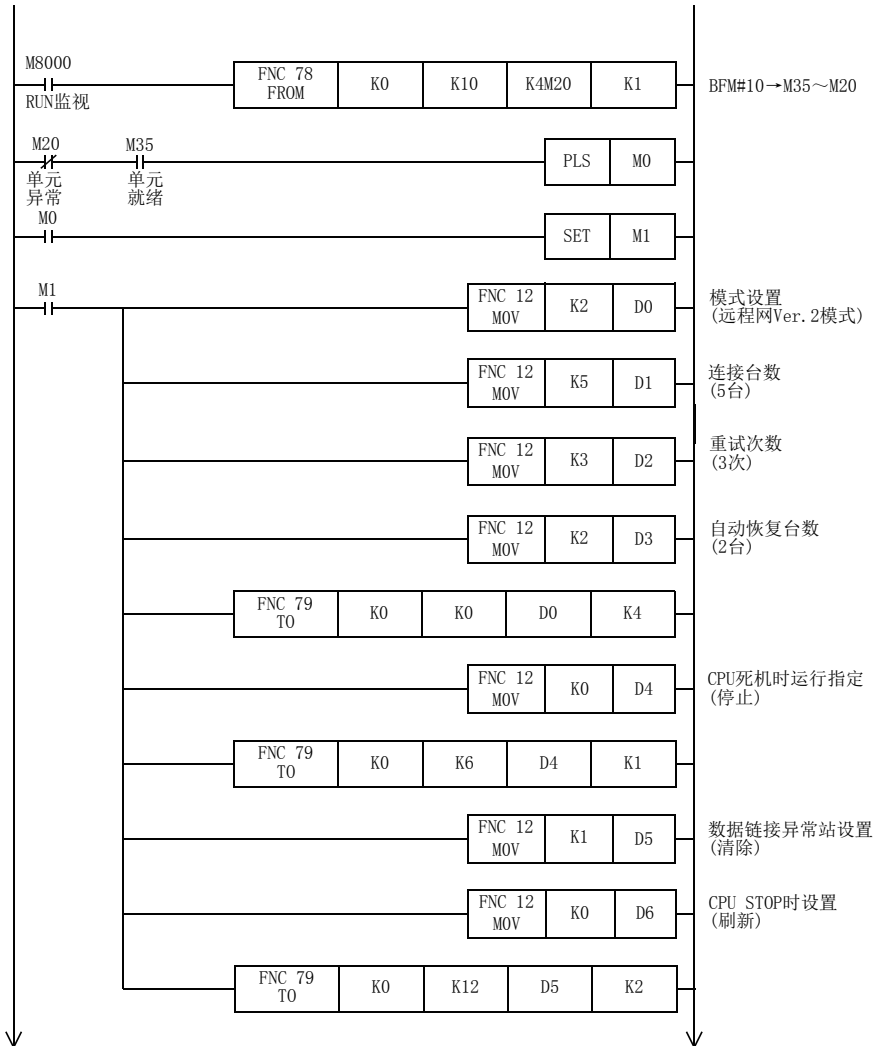 M8000
RUN监视
FNC 78
FROM
K0
K10
K4M20
K1
BFM#10→M35～M20
M20
单元
异常
M35
单元
就绪
PLS
M0
M0
SET
M1
M1
FNC 12
MOV
K2
D0
模式设置
(远程网Ver.2模式)
FNC 12
MOV
K5
D1
连接台数
(5台)
FNC 12
MOV
K3
D2
重试次数
(3次)
FNC 12
MOV
K2
D3
自动恢复台数
(2台)
FNC 79
TO
K0
K0
D0
K4
FNC 12
MOV
K0
D4
CPU死机时运行指定
(停止)
FNC 79
TO
K0
K6
D4
K1
FNC 12
MOV
K1
D5
数据链接异常站设置
(清除)
FNC 12
MOV
K0
D6
CPU STOP时设置
(刷新)
FNC 79
TO
K0
K12
D5
K2